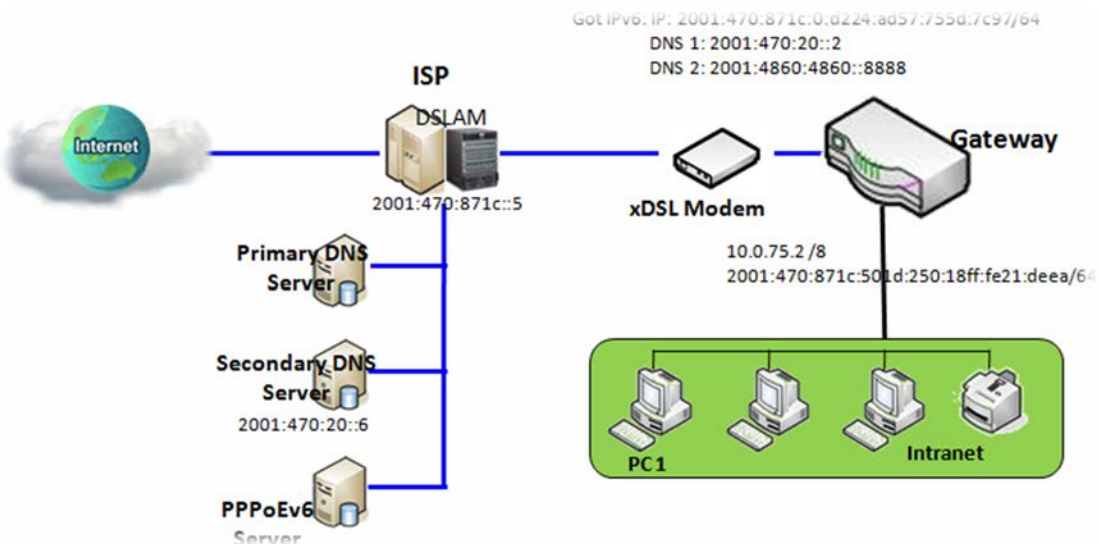 Got IPv6: IP: 2001:470:871c:0:d224:ad57:755d:7c97/64
DNS 1: 2001:470:20::2
DNS 2: 2001:4860:4860::8888
ISP
DSLAM
Internet
Gateway
2001:470:871c::5
xDSL Modem
Primary DNS
Server
10.0.75.2 /8
2001:470:871c:501d:250:18ff:fe21:deea/64
Secondary DNS
Server
2001:470:20::6
PC1
Intranet
PPPoEv6
Server